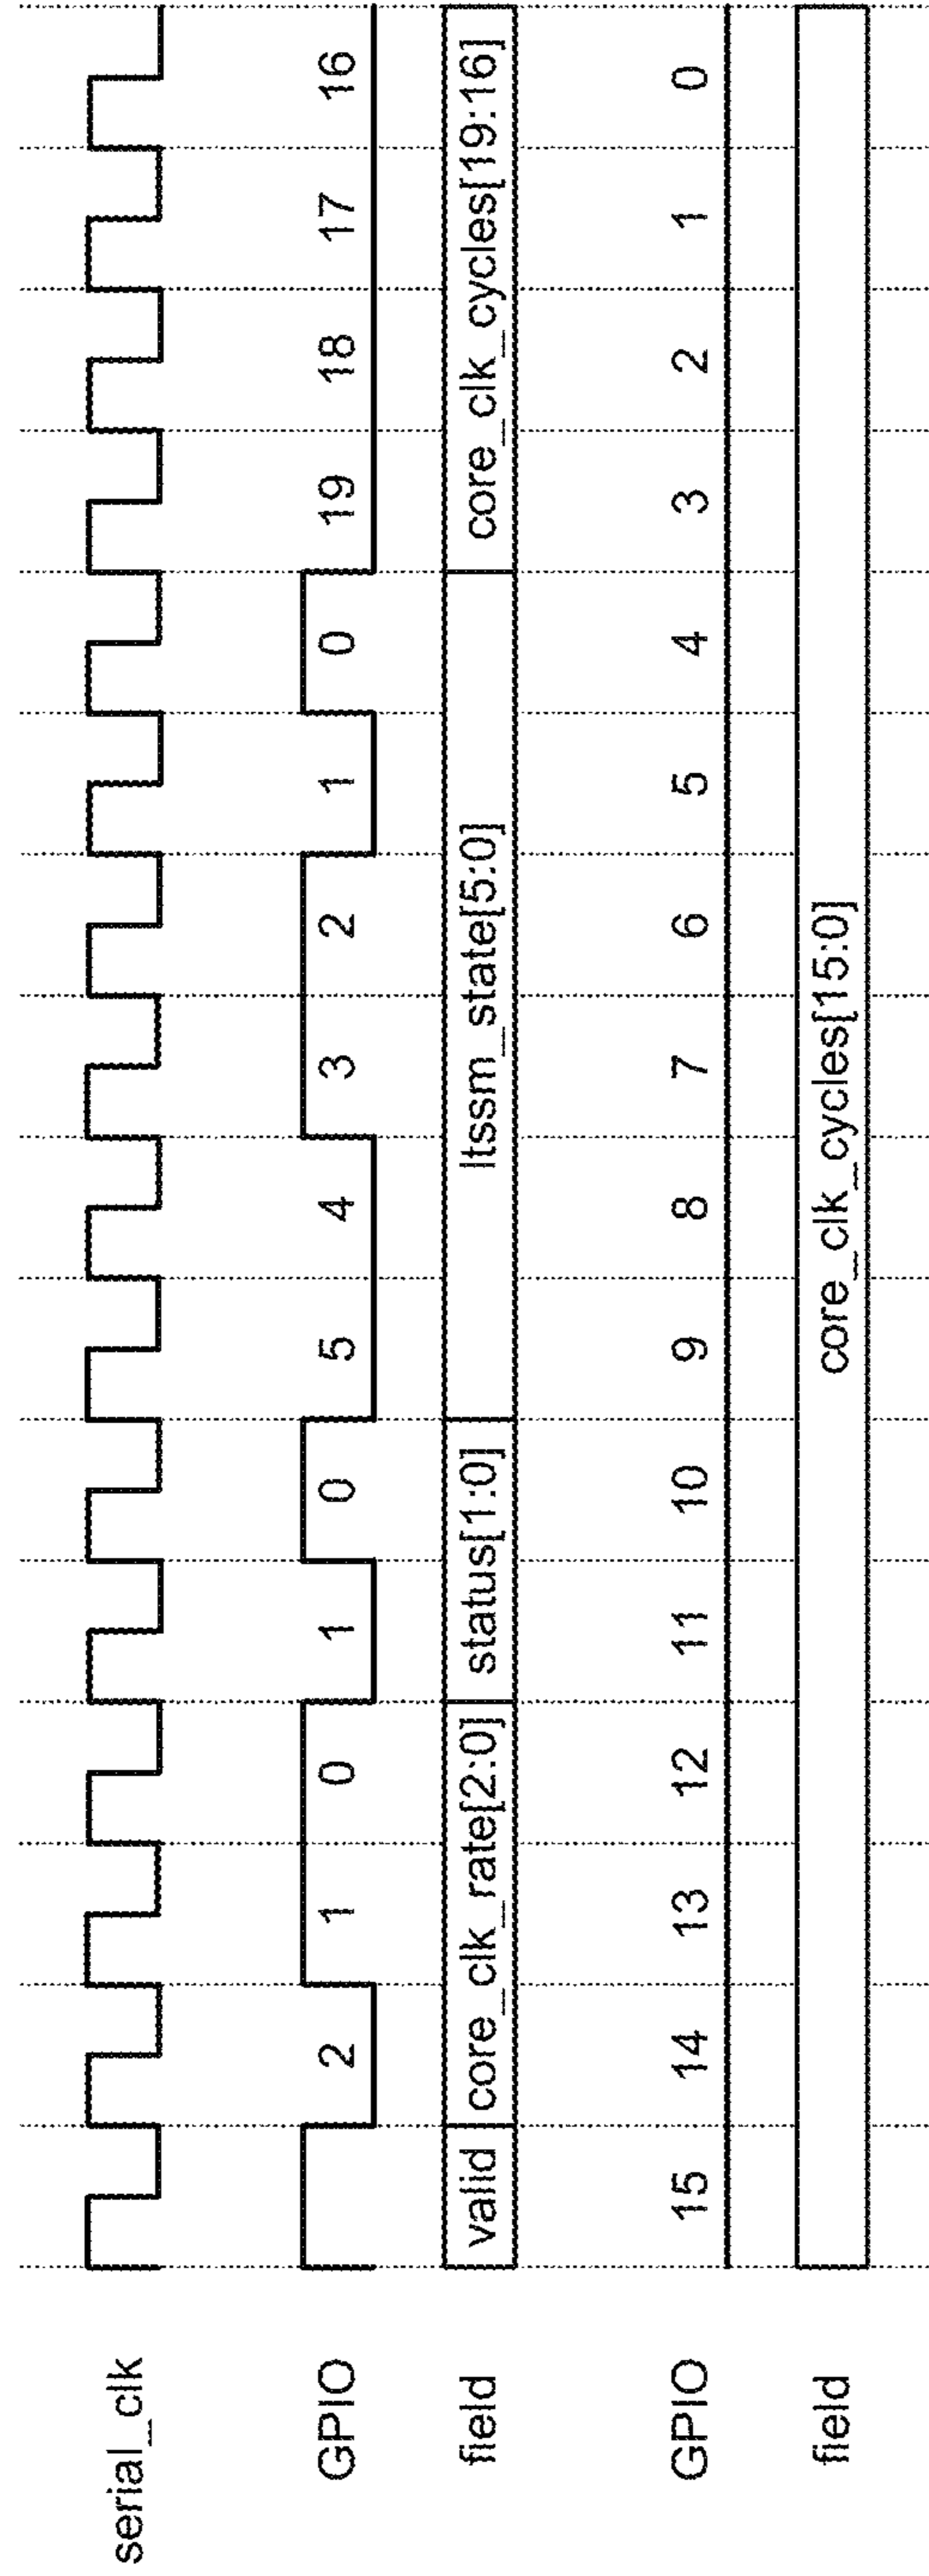 serial_clk
GPIO 2 1 0 1 0 5 4 3 2 1 0 19 18 17 16
field valid core_clk_rate[2:0] status[1:0] ltssm_state[5:0] core_clk_cycles[19:16]
GPIO 15 14 13 12 11 10 9 8 7 6 5 4 3 2 1 0
field core_clk_cycles[15:0]